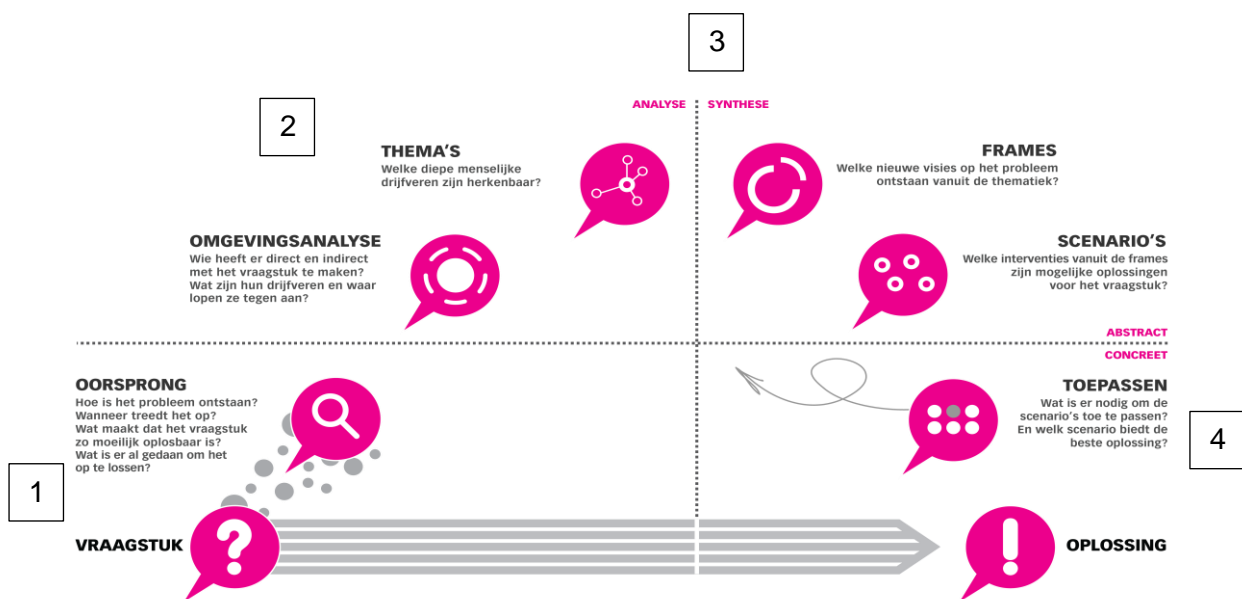 3
ANALYSE
SYNTHESE
2
THEMA'S
Welke diepe menselijke
drijfveren zijn herkenbaar?
FRAMES
Welke nieuwe visies op het probleem
ontstaan vanuit de thematiek?
OMGEVINGSANALYSE
Wie heeft er direct en indirect
met het vraagstuk te maken?
Wat zijn hun drijfveren en waar
lopen ze tegen aan?
SCENARIO'S
Welke interventies vanuit de frames
zijn mogelijke oplossingen
voor het vraagstuk?
ABSTRACT
CONCREET
OORSPRONG
Hoe is het probleem ontstaan?
Wanneer treedt het op?
Wat maakt dat het vraagstuk
zo moeilijk oplosbaar is?
Wat is er al gedaan om het
op te lossen?
TOEPASSEN
Wat is er nodig om de
scenario's toe te passen?
En welk scenario biedt de
beste oplossing?
4
1
VRAAGSTUK
?
!
OPLOSSING